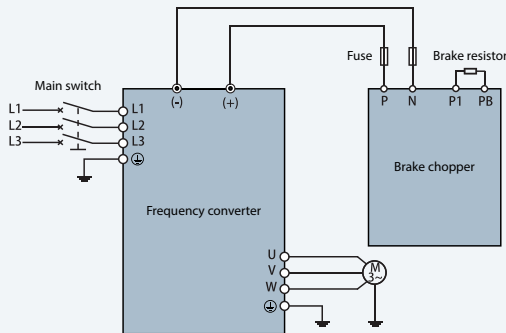 Fuse
Brake resistor
Main switch
(-)
(+)
P
N
P1
PB
L1
L1
L2
L2
L3
L3
Brake chopper
Frequency converter
U
V
W
M
3~